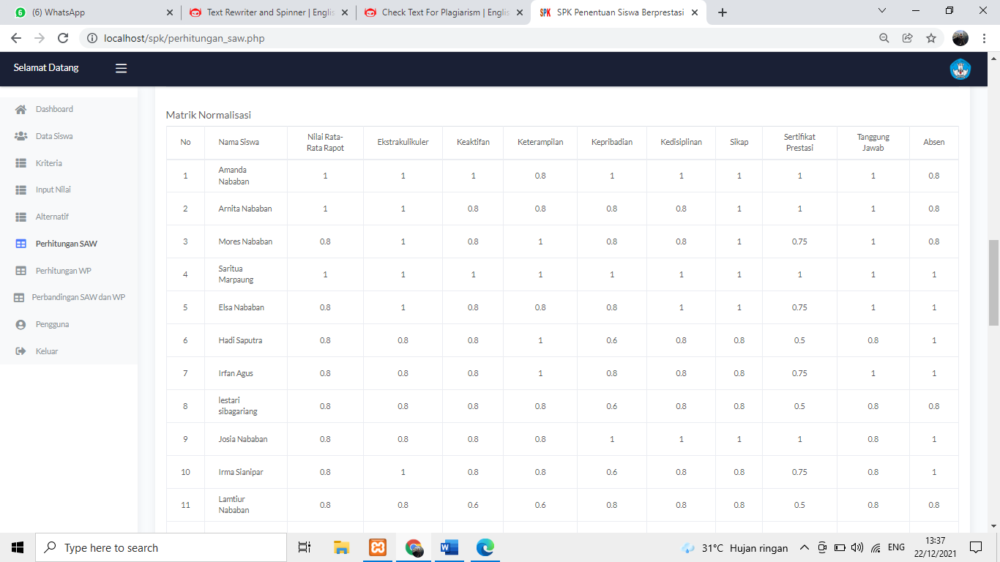 (6) WhatsApp
Text Rewriter and Spinner | Englis
Check Text For Plagiarism | Englis
SPK SPK Penentuan Siswa Berprestasi
localhost/spk/perhitungan_saw.php
Selamat Datang
Dashboard
Data Siswa
Kriteria
Input Nilai
Alternatif
Perhitungan SAW
Perhitungan WP
Perbandingan SAW dan WP
Pengguna
Keluar
Matrik Normalisasi
No Nama Siswa Nilai Rata-Rata Rapot Ekstrakulikuler Keaktifan Keterampilan Kepribadian Kedisiplinan Sikap Sertifikat Prestasi Tanggung Jawab Absen
1 Amanda Nababan 1 1 1 0.8 1 1 1 1 1 0.8
2 Arnita Nababan 1 1 0.8 0.8 0.8 0.8 1 1 1 0.8
3 Mores Nababan 0.8 1 0.8 1 0.8 0.8 1 0.75 1 0.8
4 Saritua Marpaung 1 1 1 1 1 1 1 1 1 1
5 Elsa Nababan 0.8 1 0.8 0.8 0.8 1 1 0.75 1 1
6 Hadi Saputra 0.8 0.8 0.8 1 0.6 0.8 0.8 0.5 0.8 1
7 Irfan Agus 0.8 0.8 0.8 1 0.8 0.8 0.8 0.75 1 1
8 lestari sibagariang 0.8 0.8 0.8 0.8 0.6 0.8 0.8 0.5 0.8 0.8
9 Josia Nababan 0.8 0.8 0.8 0.8 1 1 1 1 0.8 1
10 Irma Sianipar 0.8 1 0.8 0.8 0.6 0.8 0.8 0.75 0.8 1
11 Lamtiur Nababan 0.8 0.8 0.6 0.6 0.8 0.8 0.8 0.5 0.8 0.8
Type here to search
31°C Hujan ringan
ENG
13:37
22/12/2021